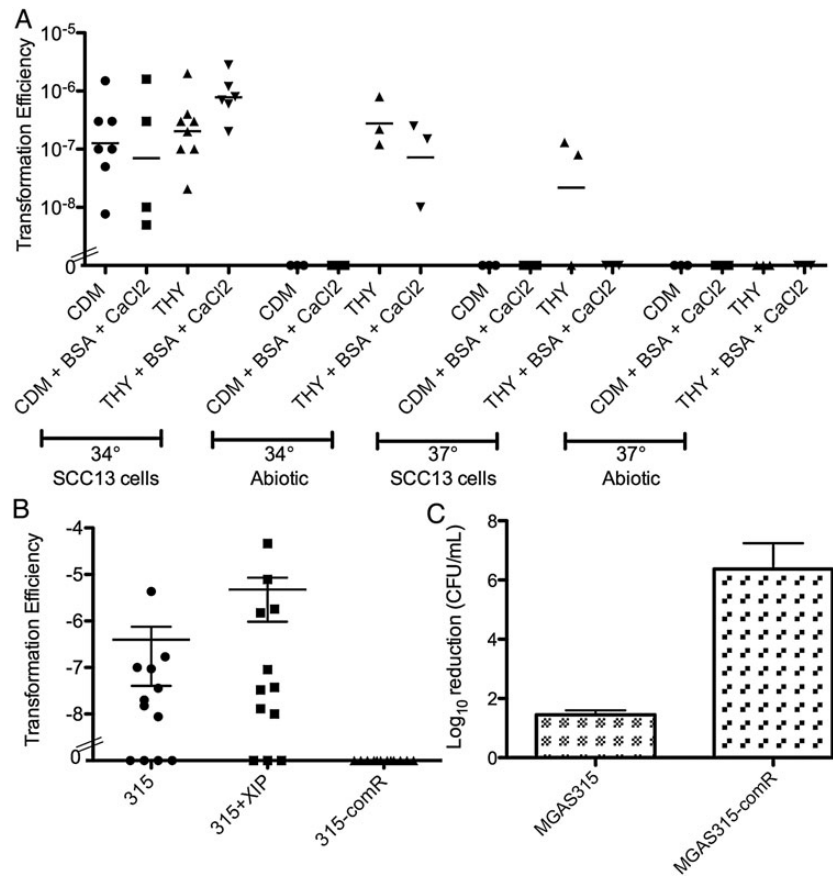 A
Transformation Efficiency
10-5
10-6
10-7
10-8
0
CDM
CDM + BSA + CaCl2
THY
THY + BSA + CaCl2
CDM
CDM + BSA + CaCl2
THY
THY + BSA + CaCl2
CDM
CDM + BSA + CaCl2
THY
THY + BSA + CaCl2
CDM
CDM + BSA + CaCl2
THY
THY + BSA + CaCl2
34°
SCC13 cells
34°
Abiotic
37°
SCC13 cells
37°
Abiotic
B
Transformation Efficiency
-4
-5
-6
-7
-8
0
315
315+XIP
315-comR
C
Log10 reduction (CFU/mL)
8
6
4
2
0
MGAS315
MGAS315-comR